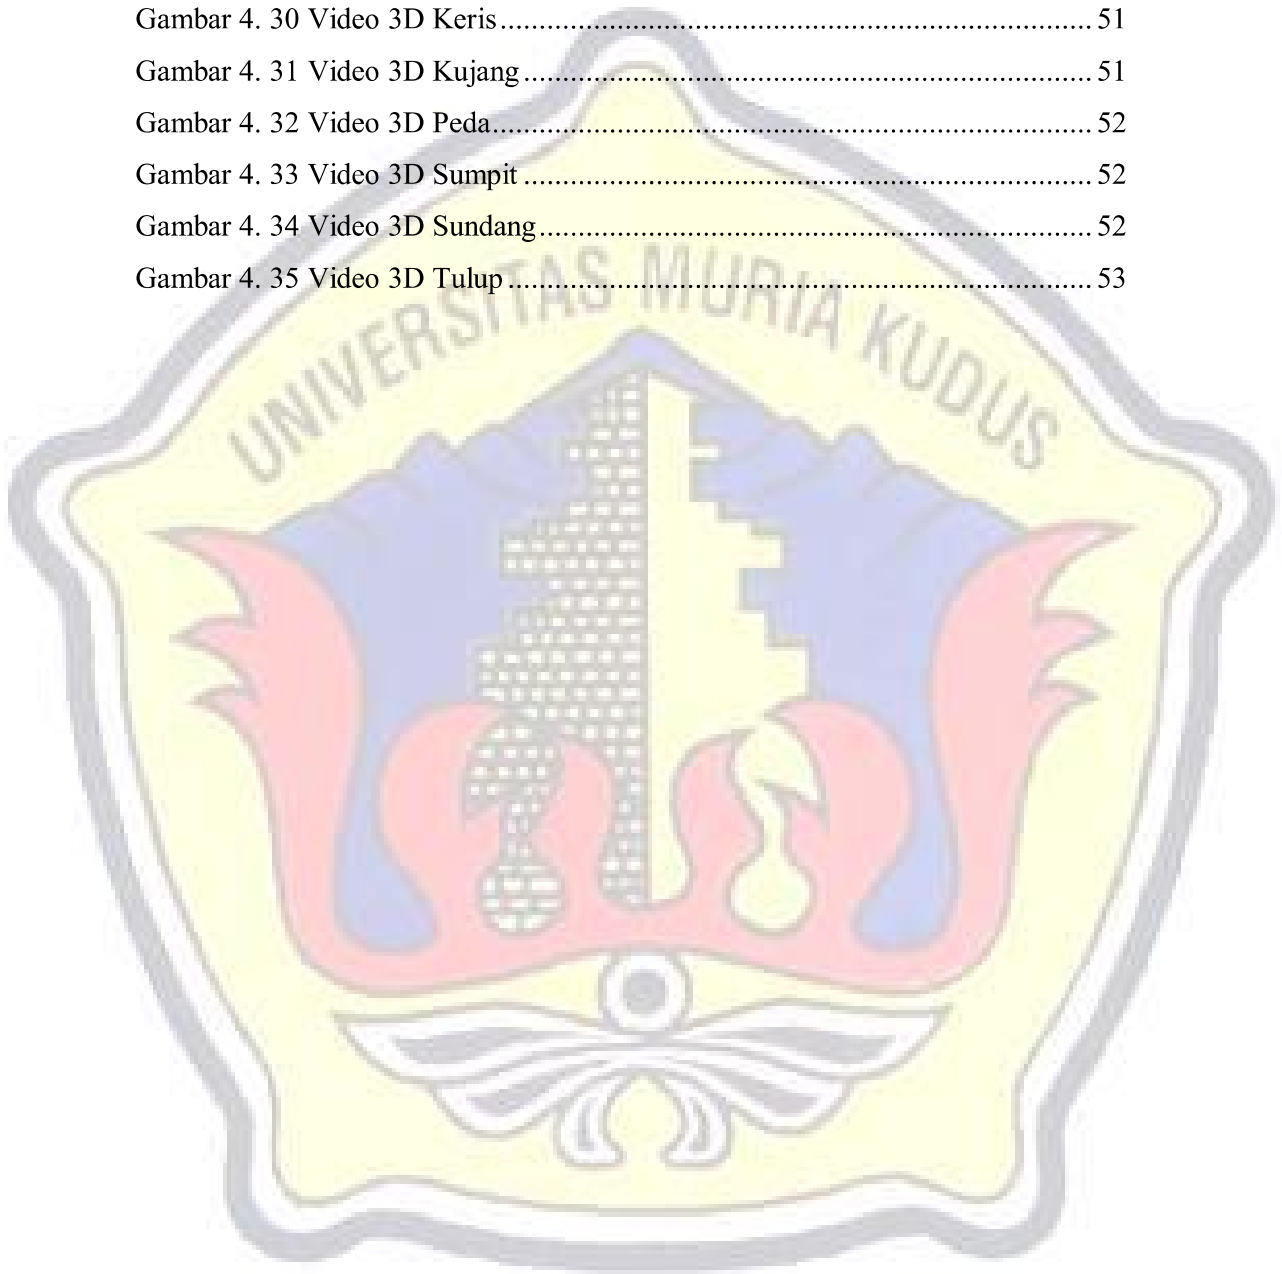 Gambar 4. 30 Video 3D Keris........................................................................... 51
Gambar 4. 31 Video 3D Kujang........................................................................ 51
Gambar 4. 32 Video 3D Peda............................................................................ 52
Gambar 4. 33 Video 3D Sumpit........................................................................ 52
Gambar 4. 34 Video 3D Sundang...................................................................... 52
Gambar 4. 35 Video 3D Tulup.......................................................................... 53
UNIVERSITAS MURIA KUDUS